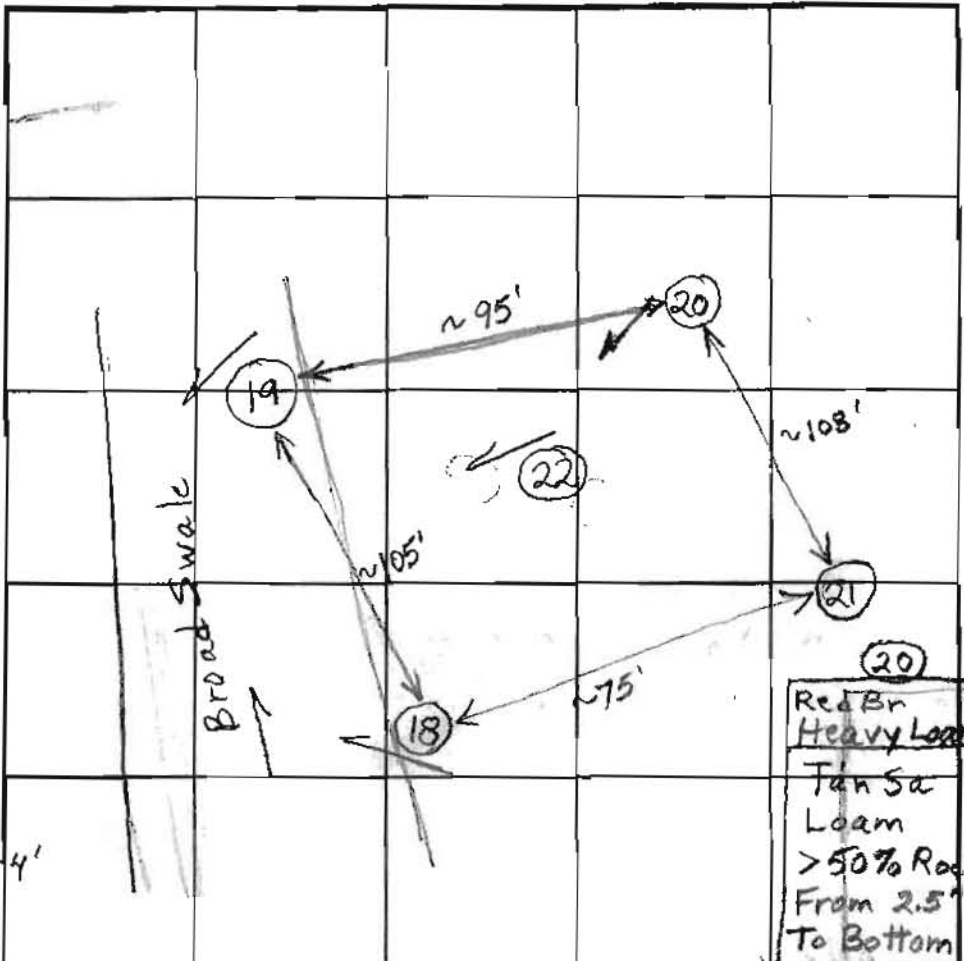 20
~95'
19
~108'
22
Broad Swale
~105'
21
20
~75'
18
Red Br
Heavy
Tan Sa
Loam
4'
>50%
From 2.5'
To Bottom